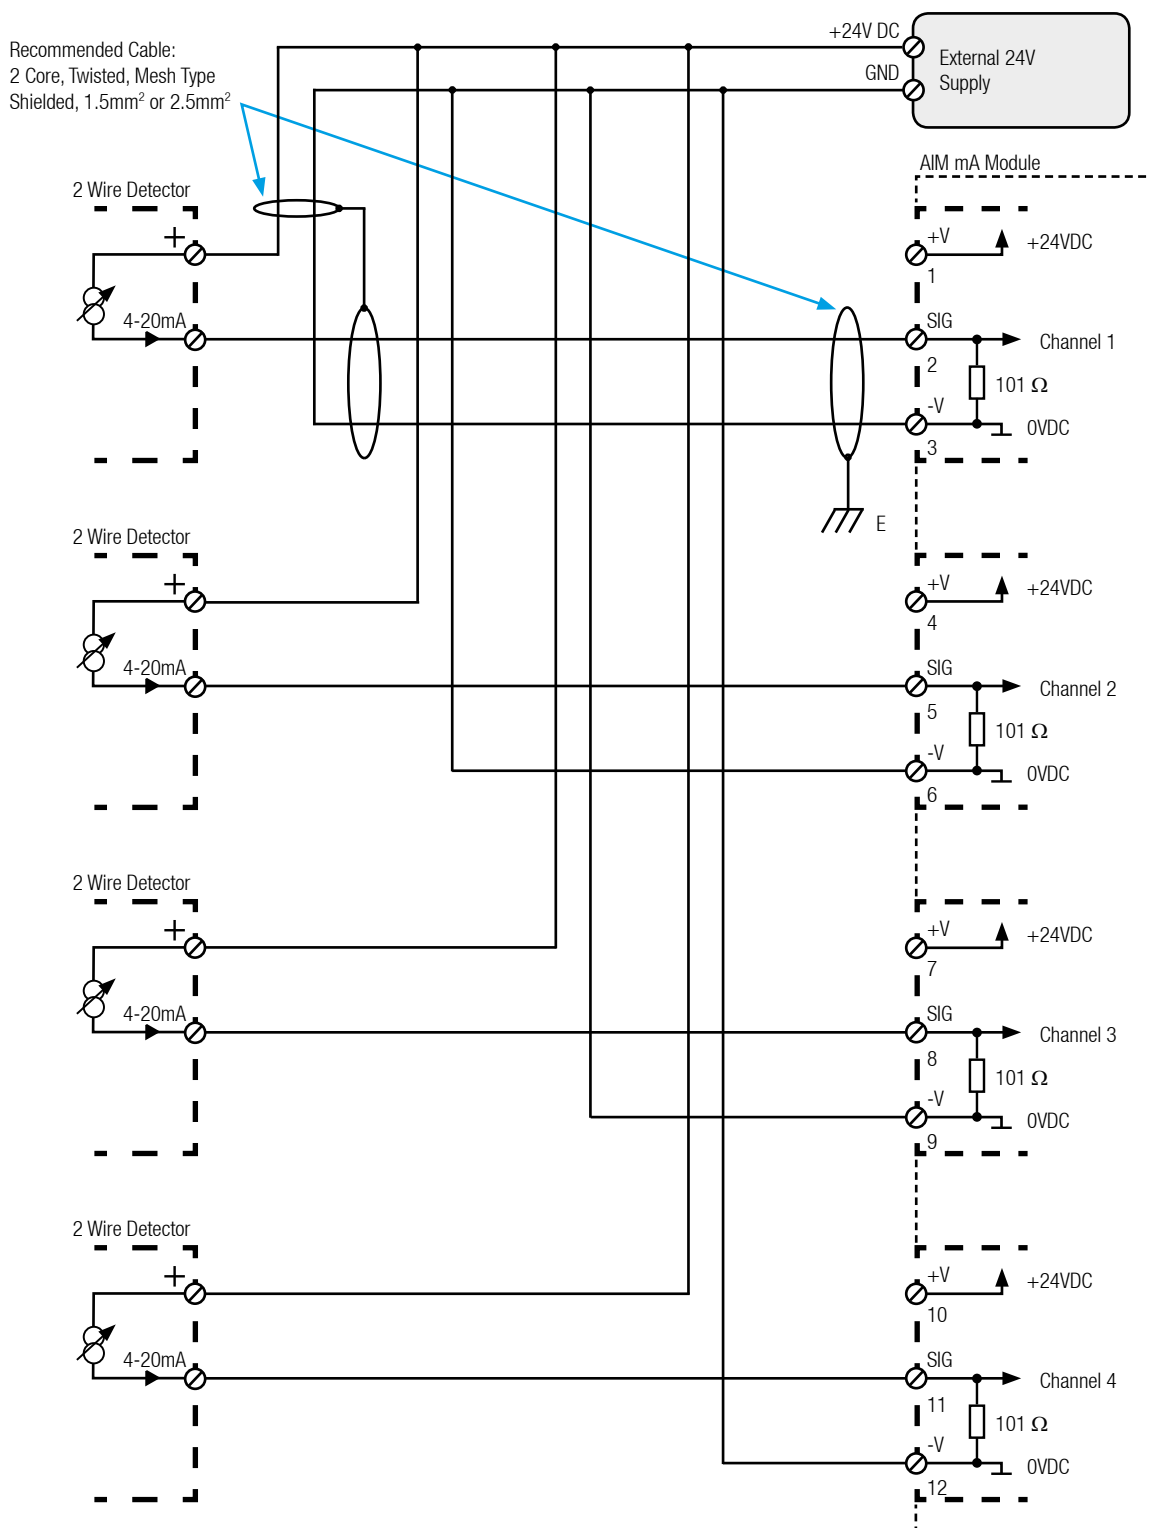 +24V DC
GND
External 24V
Supply
Recommended Cable:
2 Core, Twisted, Mesh Type
Shielded, 1.5mm² or 2.5mm²
AIM mA Module
2 Wire Detector
+
4-20mA
+V
1
+24VDC
SIG
2
Channel 1
101 Ω
-V
3
0VDC
E
2 Wire Detector
+
4-20mA
+V
4
+24VDC
SIG
5
Channel 2
101 Ω
-V
6
0VDC
2 Wire Detector
+
4-20mA
+V
7
+24VDC
SIG
8
Channel 3
101 Ω
-V
9
0VDC
2 Wire Detector
+
4-20mA
+V
10
+24VDC
SIG
11
Channel 4
101 Ω
-V
12
0VDC